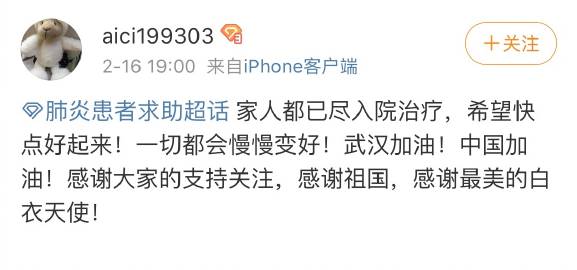 aici199303
2-16 19:00 来自iPhone客户端
+关注
肺炎患者求助超话 家人都已尽入院治疗，希望快
点好起来！一切都会慢慢变好！武汉加油！中国加
油！感谢大家的支持关注，感谢祖国，感谢最美的白
衣天使！